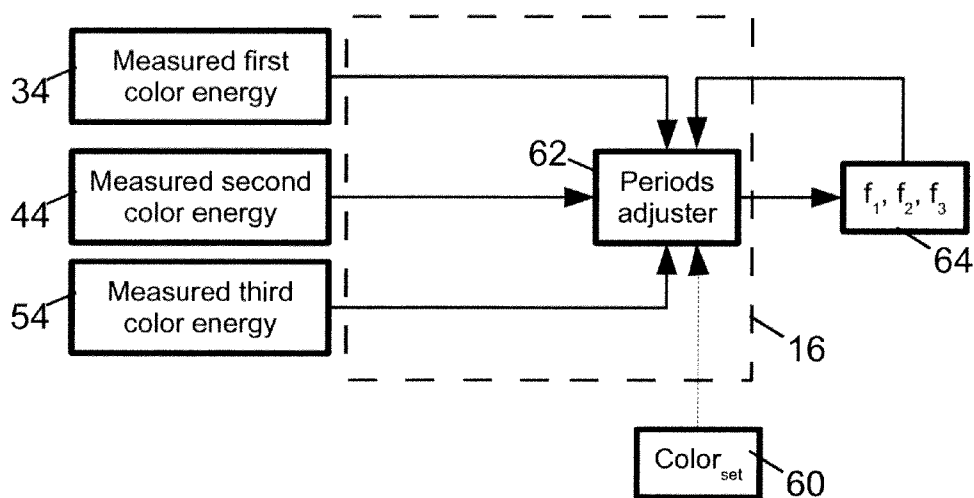 34
Measured first
color energy
44
Measured second
color energy
54
Measured third
color energy
62
Periods
adjuster
f₁, f₂, f₃
64
16
Color_set
60